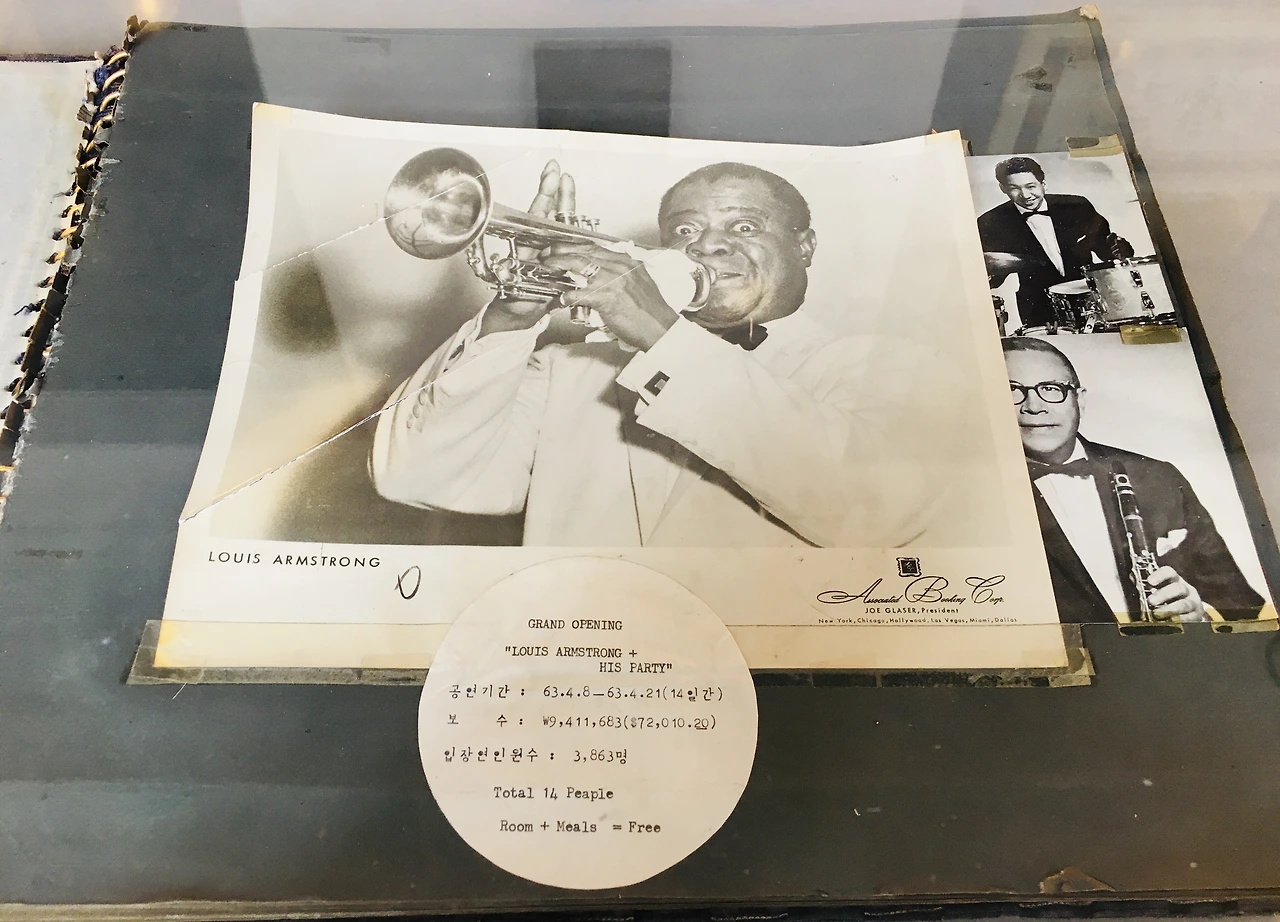 LOUIS ARMSTRONG
Associated Booking Corp.
JOE GLASER, President
New York, Chicago, Hollywood, Las Vegas, Miami, Dallas
GRAND OPENING
"LOUIS ARMSTRONG +
HIS PARTY"
공연기간 : 63.4.8—63.4.21(14일간)
보 수 : ₩9,411,683($72,010.20)
입장연인원수 : 3,863명
Total 14 Peaple
Room + Meals = Free